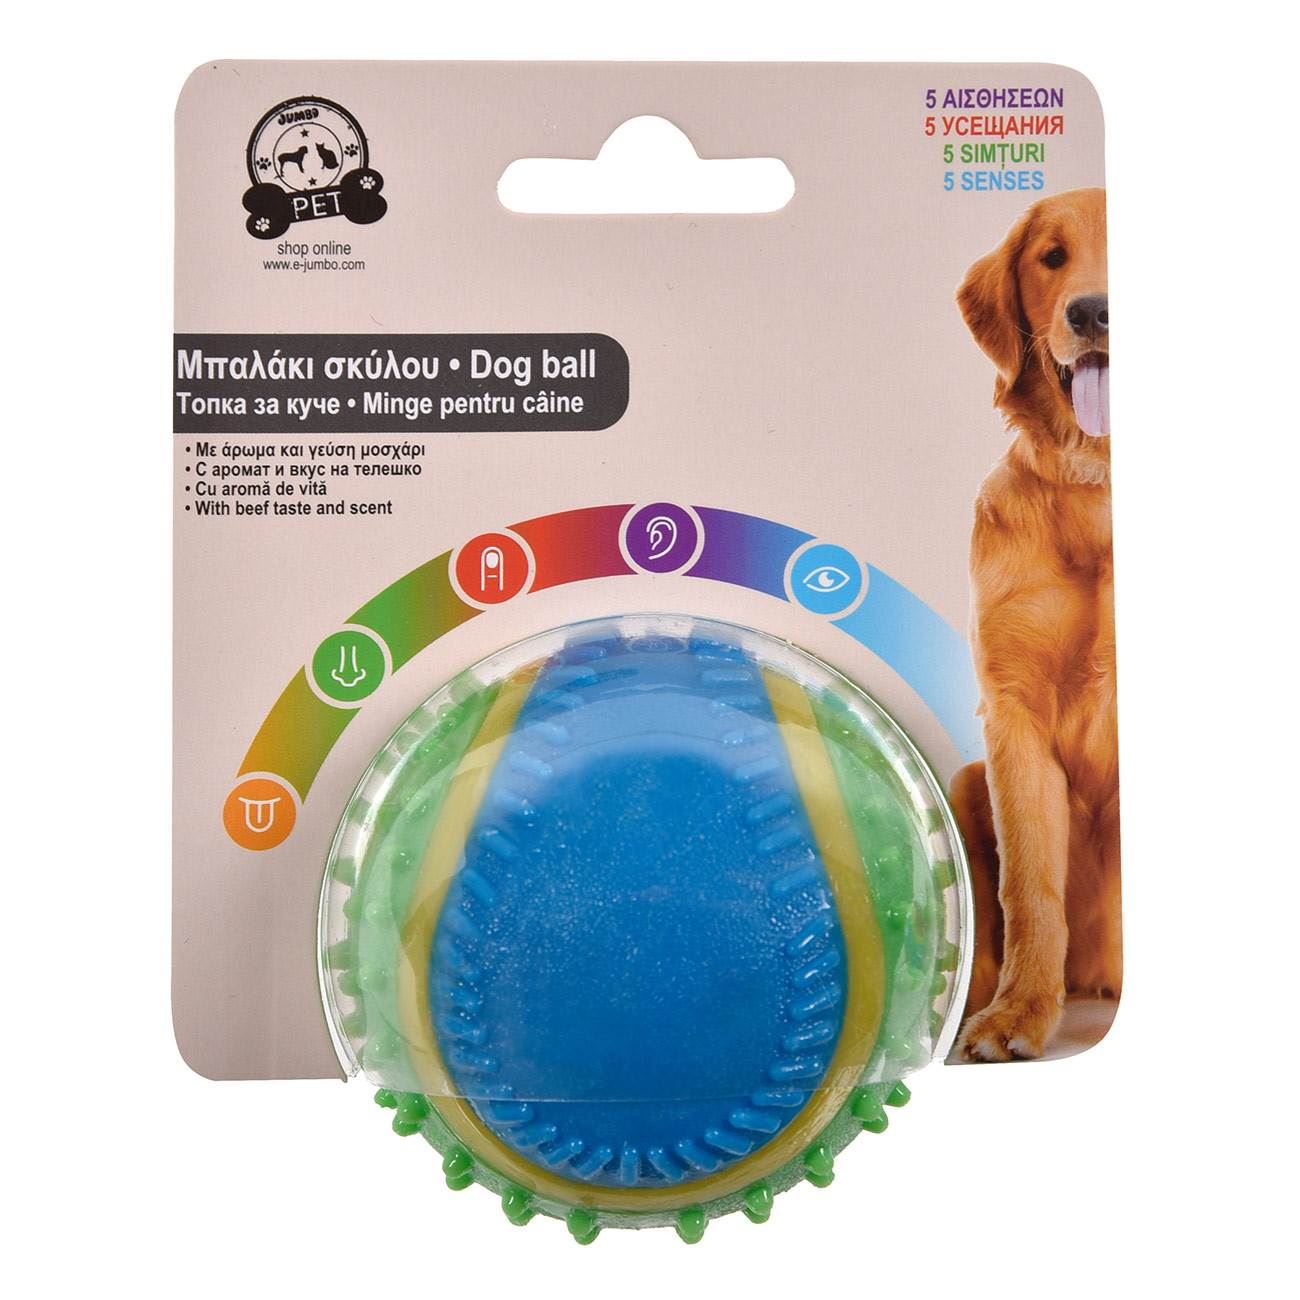 JUMBO
PET
shop online
www.e-jumbo.com
5 ΑΙΣΘΗΣΕΩΝ
5 УСЕЩАНИЯ
5 SIMȚURI
5 SENSES
Μπαλάκι σκύλου • Dog ball
Топка за куче • Minge pentru câine
• Με άρωμα και γεύση μοσχάρι
• С аромат и вкус на телешко
• Cu aromă de vită
• With beef taste and scent